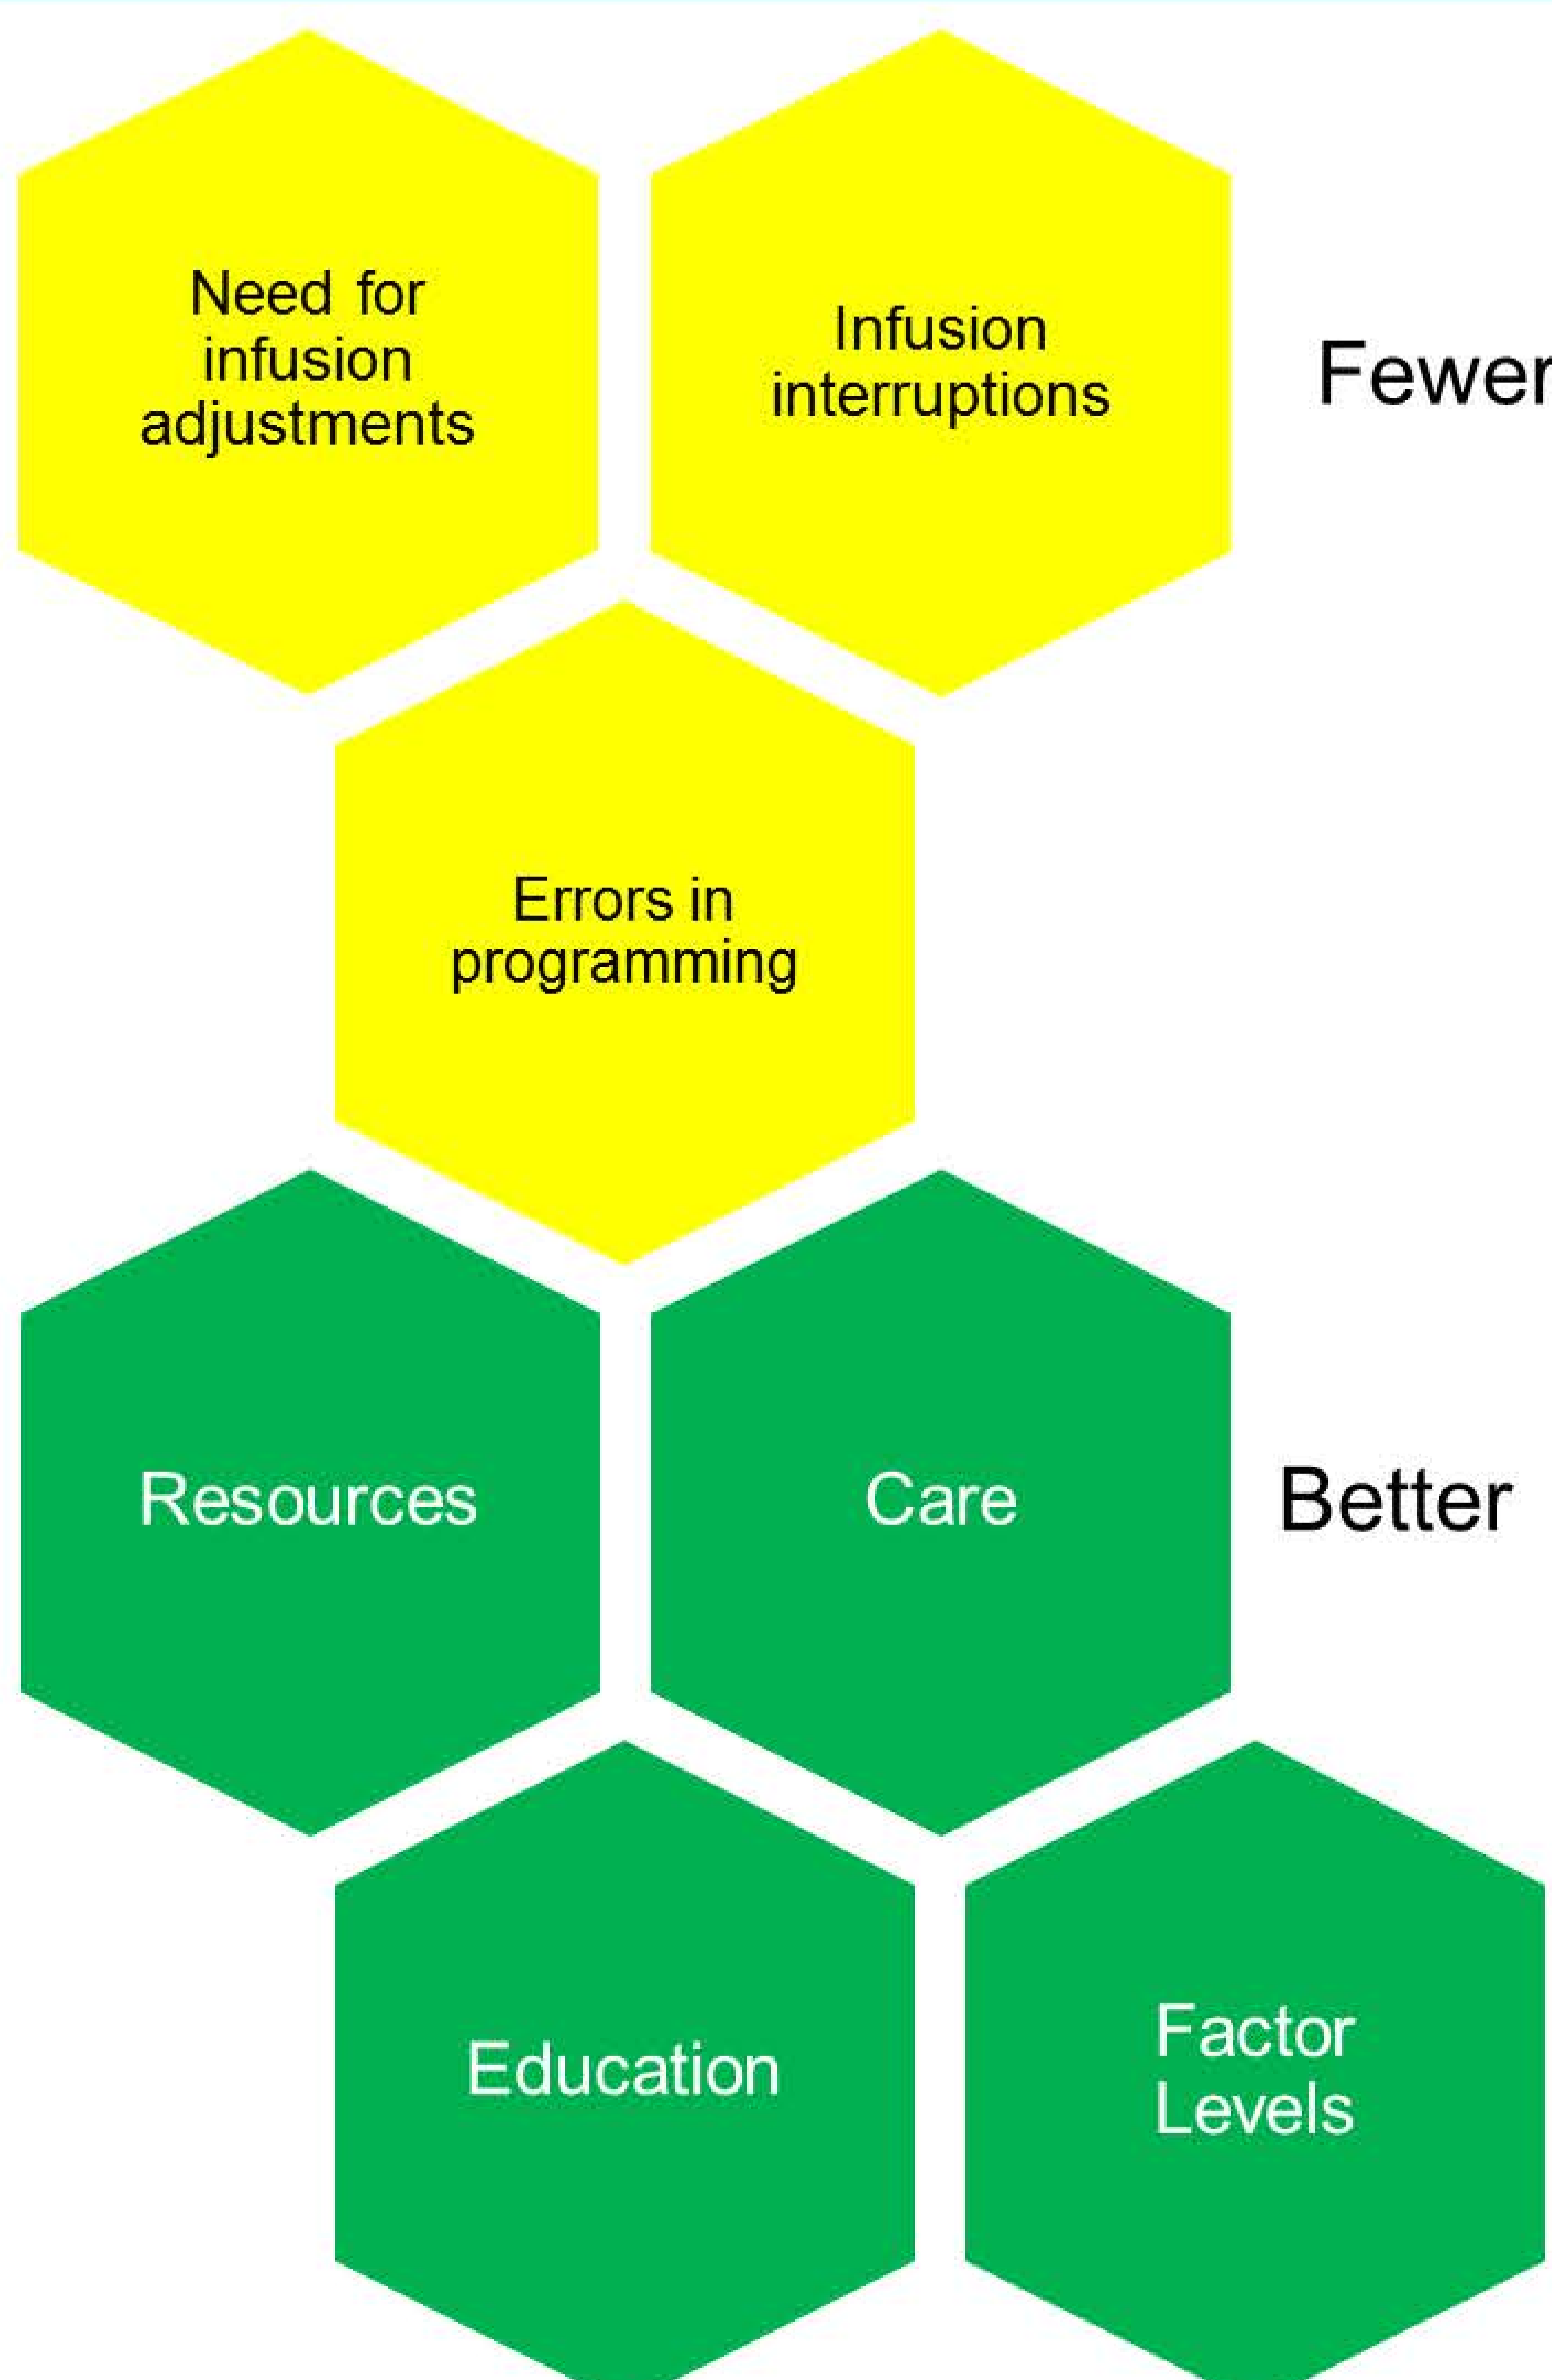 Need for
infusion
adjustments
Infusion
interruptions
Fewer
Errors in
programming
Resources
Care
Better
Education
Factor
Levels